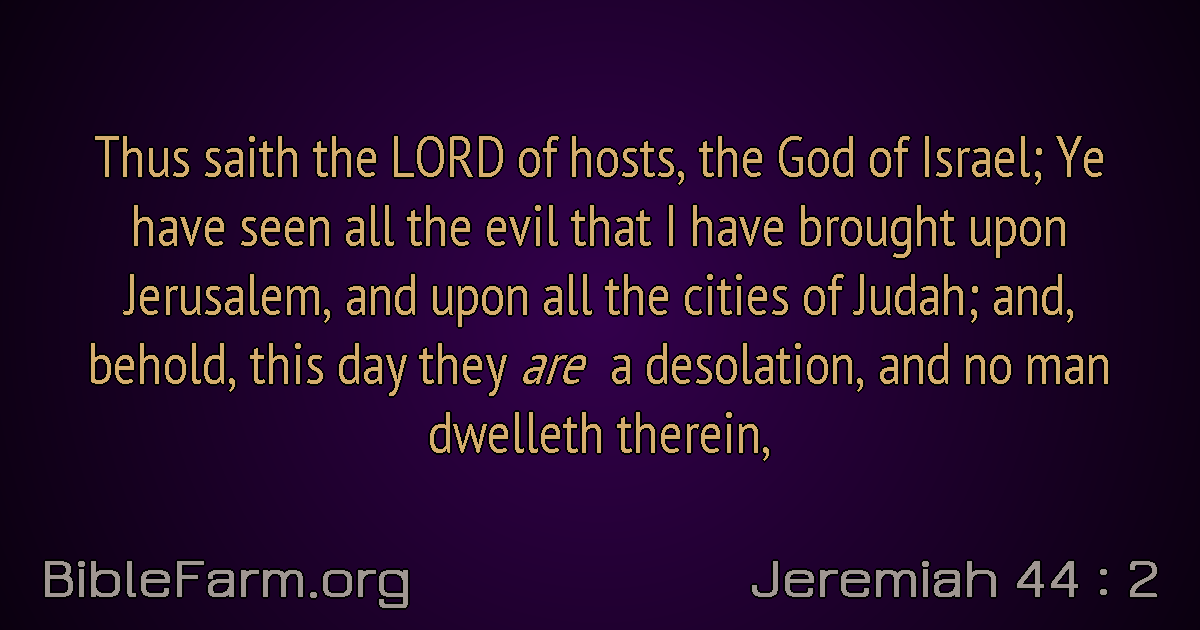 Thus saith the LORD of hosts, the God of Israel; Ye
have seen all the evil that I have brought upon
Jerusalem, and upon all the cities of Judah; and,
behold, this day they are a desolation, and no man
dwelleth therein,
BibleFarm.org
Jeremiah 44 : 2